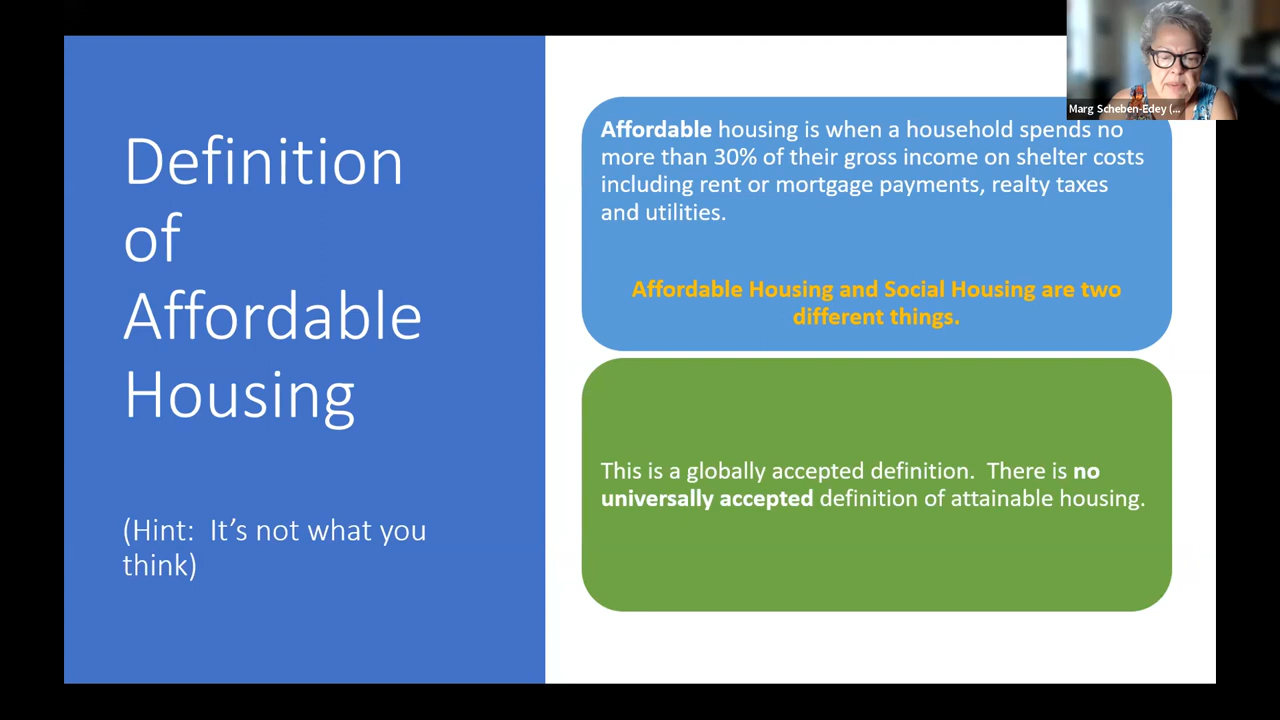 Definition
of
Affordable
Housing
(Hint:  It’s not what you
think)
Affordable housing is when a household spends no
more than 30% of their gross income on shelter costs
including rent or mortgage payments, realty taxes
and utilities.
Affordable Housing and Social Housing are two
different things.
This is a globally accepted definition.  There is no
universally accepted definition of attainable housing.
Marg Scheben-Edey (...